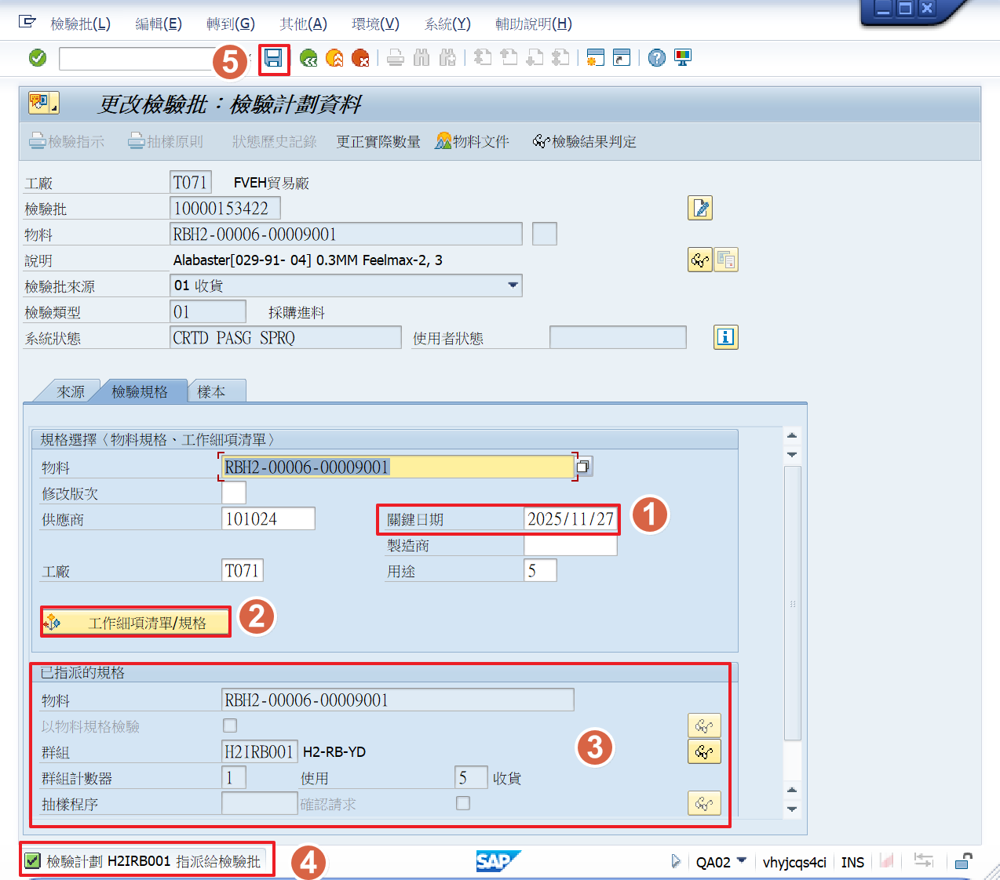 檢驗批(L) 編輯(E) 轉到(G) 其他(A) 環境(V) 系統(Y) 輔助說明(H)
5
更改檢驗批：檢驗計劃資料
檢驗指示 抽樣原則 狀態歷史記錄 更正實際數量 物料文件 檢驗結果判定
工廠 T071 FVEH貿易廠
檢驗批 10000153422
物料 RBH2-00006-00009001
說明 Alabaster[029-91- 04] 0.3MM Feelmax-2, 3
檢驗批來源 01 收貨
檢驗類型 01 採購進料
系統狀態 CRTD PASG SPRQ 使用者狀態
來源 檢驗規格 樣本
規格選擇〈物料規格、工作細項清單〉
物料 RBH2-00006-00009001
修改版次
供應商 101024 關鍵日期 2025/11/27 1
製造商
工廠 T071 用途 5
工作細項清單/規格 2
已指派的規格
物料 RBH2-00006-00009001
以物料規格檢驗
群組 H2IRB001 H2-RB-YD 3
群組計數器 1 使用 5 收貨
抽樣程序 確認請求
檢驗計劃 H2IRB001 指派給檢驗批 4 SAP QA02 vhyjcqs4ci INS